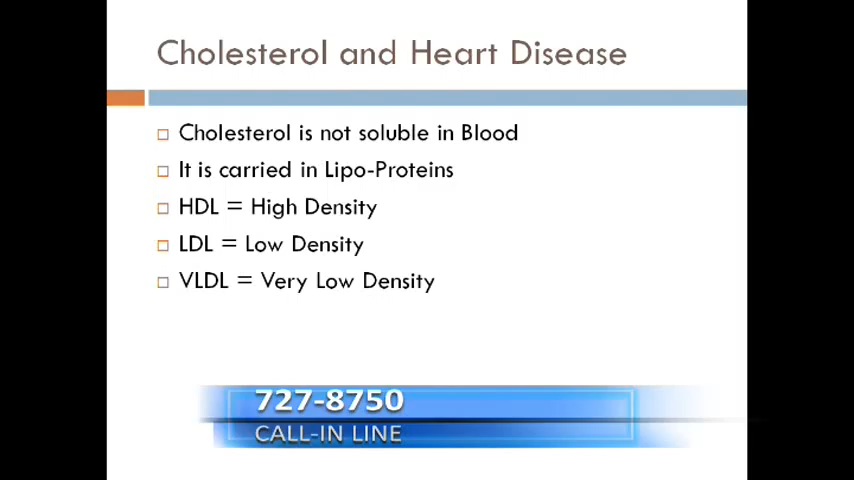 Cholesterol and Heart Disease
Cholesterol is not soluble in Blood
It is carried in Lipo-Proteins
HDL = High Density
LDL = Low Density
VLDL = Very Low Density
727-8750
CALL-IN LINE